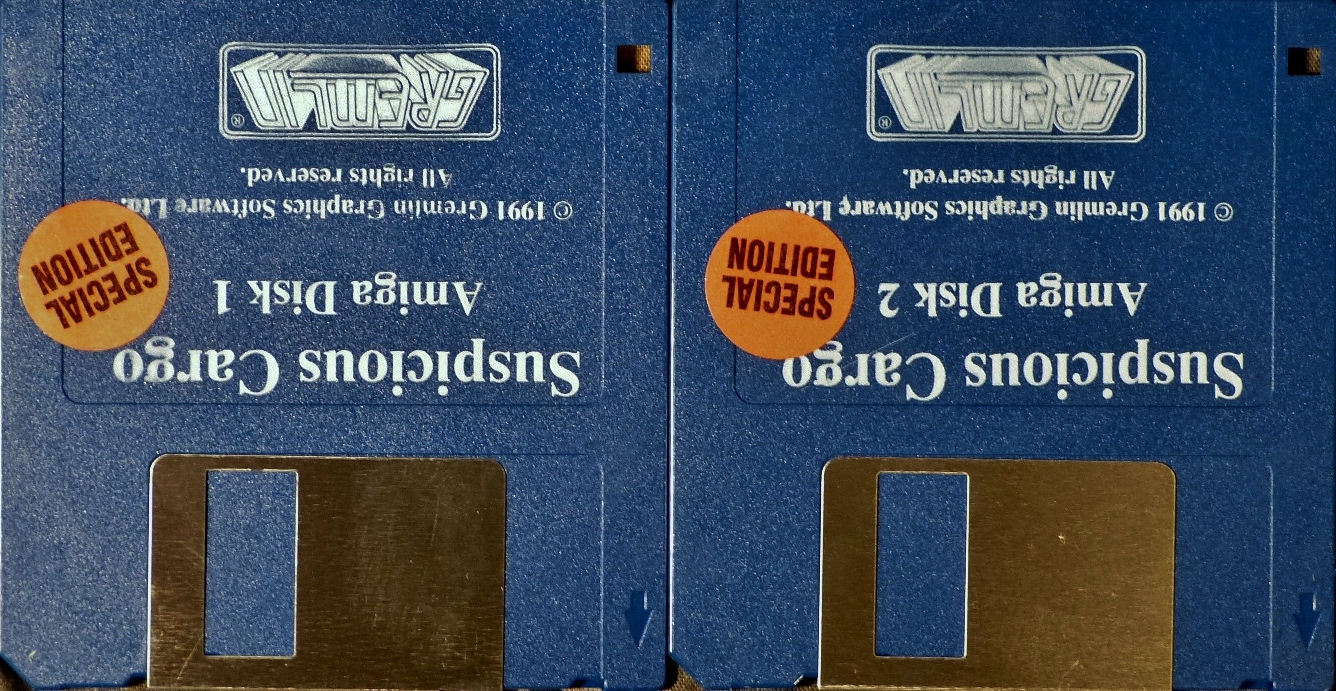 Suspicious Cargo
Amiga Disk 1
SPECIAL
EDITION
© 1991 Gremlin Graphics Software Ltd.
All rights reserved.
GREMLIN
®
Suspicious Cargo
Amiga Disk 2
SPECIAL
EDITION
© 1991 Gremlin Graphics Software Ltd.
All rights reserved.
GREMLIN
®